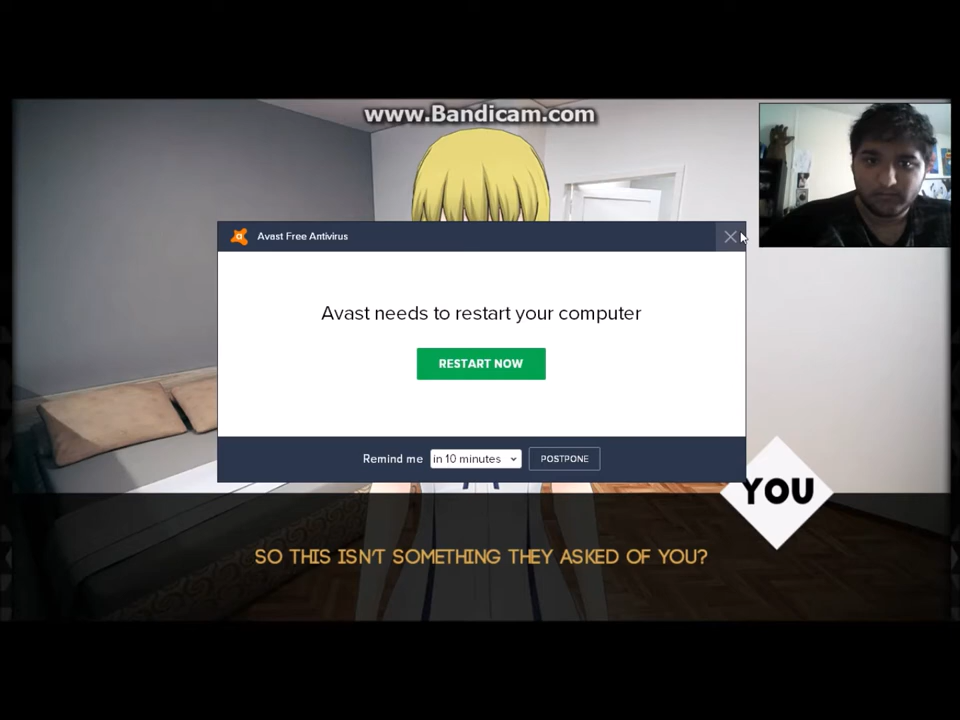 www.Bandicam.com
Avast Free Antivirus
Avast needs to restart your computer
RESTART NOW
Remind me in 10 minutes POSTPONE
YOU
SO THIS ISN'T SOMETHING THEY ASKED OF YOU?